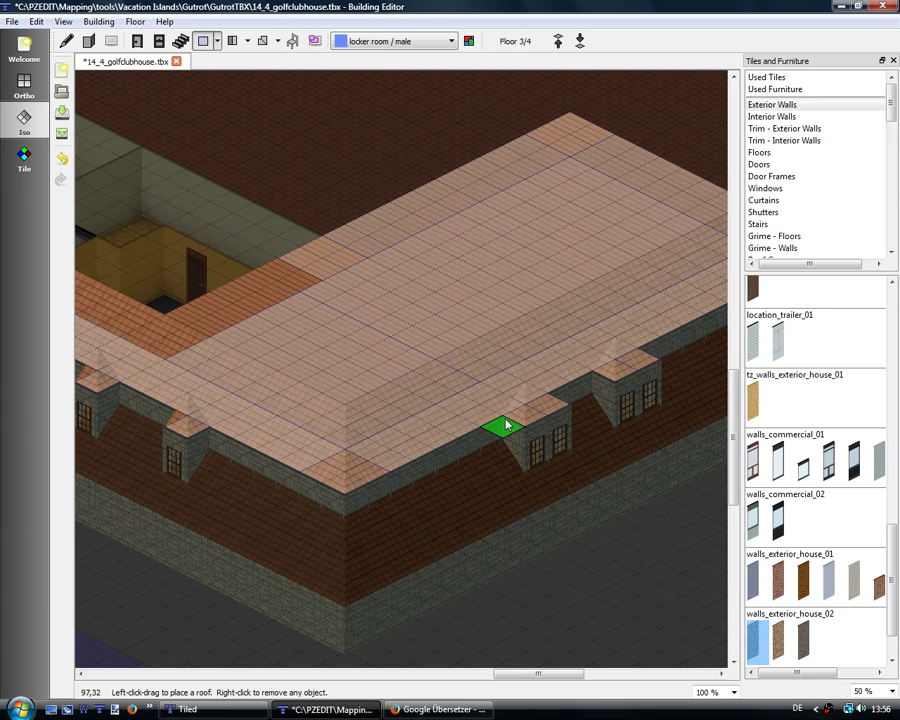 *C:\PZEDIT\Mapping\tools\Vacation Islands\Gutrot\GutrotTBX\14_4_golfclubhouse.tbx - Building Editor
File Edit View Building Floor Help
locker room / male
Floor 3/4
Welcome
Ortho
Iso
Tile
*14_4_golfclubhouse.tbx
Tiles and Furniture
Used Tiles
Used Furniture
Exterior Walls
Interior Walls
Trim - Exterior Walls
Trim - Interior Walls
Floors
Doors
Door Frames
Windows
Curtains
Shutters
Stairs
Grime - Floors
Grime - Walls
location_trailer_01
tz_walls_exterior_house_01
walls_commercial_01
walls_commercial_02
walls_exterior_house_01
walls_exterior_house_02
97,32 Left-click-drag to place a roof. Right-click to remove any object.
100 %
50 %
Tiled
*C:\PZEDIT\Mappin...
Google Übersetzer - ...
DE
13:56